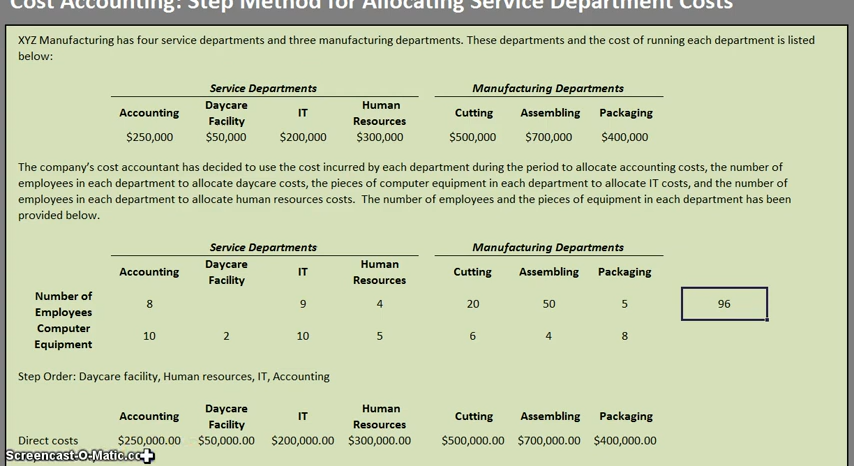 Cost Accounting: Step Method for Allocating Service Department Costs
XYZ Manufacturing has four service departments and three manufacturing departments. These departments and the cost of running each department is listed
below:
Service Departments Manufacturing Departments
Accounting Daycare Facility IT Human Resources Cutting Assembling Packaging
$250,000 $50,000 $200,000 $300,000 $500,000 $700,000 $400,000
The company's cost accountant has decided to use the cost incurred by each department during the period to allocate accounting costs, the number of
employees in each department to allocate daycare costs, the pieces of computer equipment in each department to allocate IT costs, and the number of
employees in each department to allocate human resources costs. The number of employees and the pieces of equipment in each department has been
provided below.
Service Departments Manufacturing Departments
Accounting Daycare Facility IT Human Resources Cutting Assembling Packaging
Number of Employees 8 9 4 20 50 5 96
Computer Equipment 10 2 10 5 6 4 8
Step Order: Daycare facility, Human resources, IT, Accounting
Accounting Daycare Facility IT Human Resources Cutting Assembling Packaging
Direct costs $250,000.00 $50,000.00 $200,000.00 $300,000.00 $500,000.00 $700,000.00 $400,000.00
Screencast-O-Matic.co